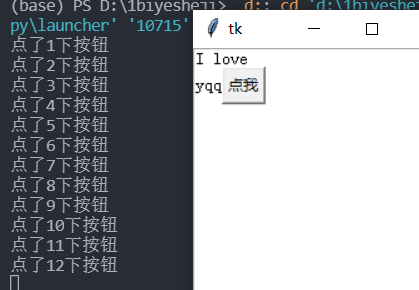 (base) PS D:\1biyesheji> d:; cd 'd:\1biyeshej
py\launcher' '10715'
点了1下按钮
点了2下按钮
点了3下按钮
点了4下按钮
点了5下按钮
点了6下按钮
点了7下按钮
点了8下按钮
点了9下按钮
点了10下按钮
点了11下按钮
点了12下按钮
tk
I love
yqq 点我